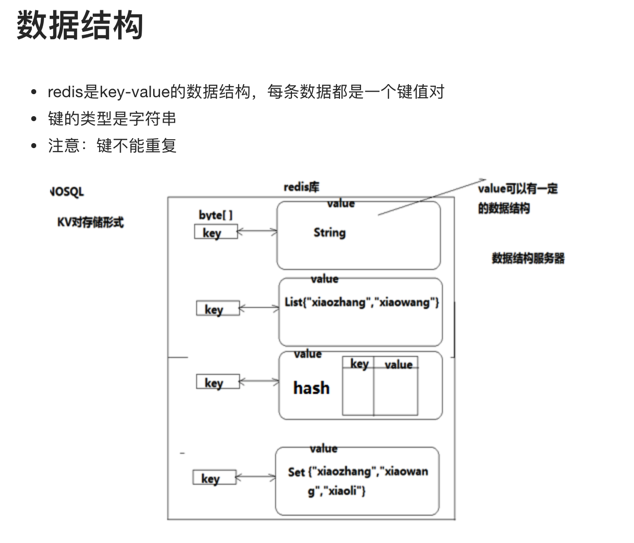 数据结构
redis是key-value的数据结构，每条数据都是一个键值对
键的类型是字符串
注意：键不能重复
NOSQL
KV对存储形式
redis库
value可以有一定
的数据结构
数据结构服务器
byte[ ]
key
value
String
key
value
List{"xiaozhang","xiaowang"}
key
value
hash
key
value
key
value
Set {"xiaozhang","xiaowan
g","xiaoli"}